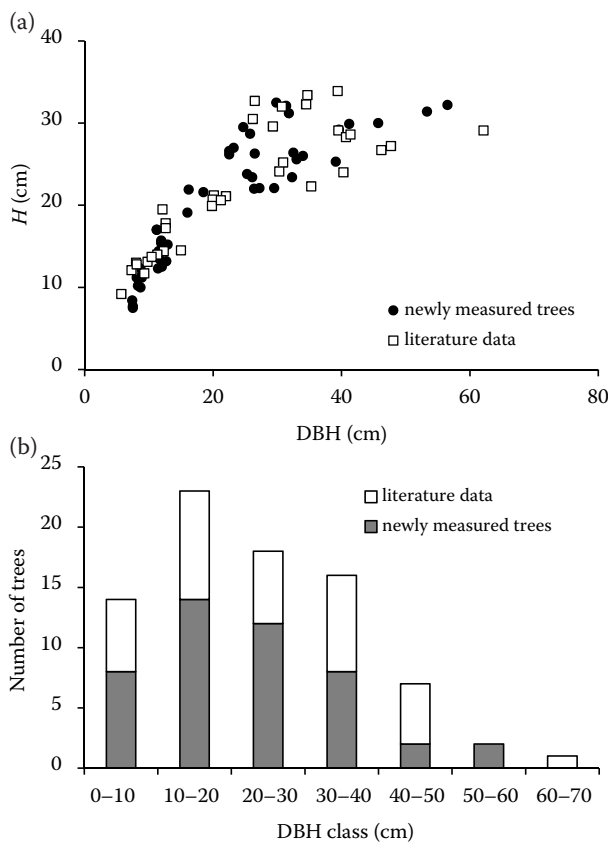 (a)
40
30
20
10
0
H (cm)
newly measured trees
literature data
0 20 40 60 80
DBH (cm)
(b)
25
20
15
10
5
0
Number of trees
literature data
newly measured trees
0–10 10–20 20–30 30–40 40–50 50–60 60–70
DBH class (cm)